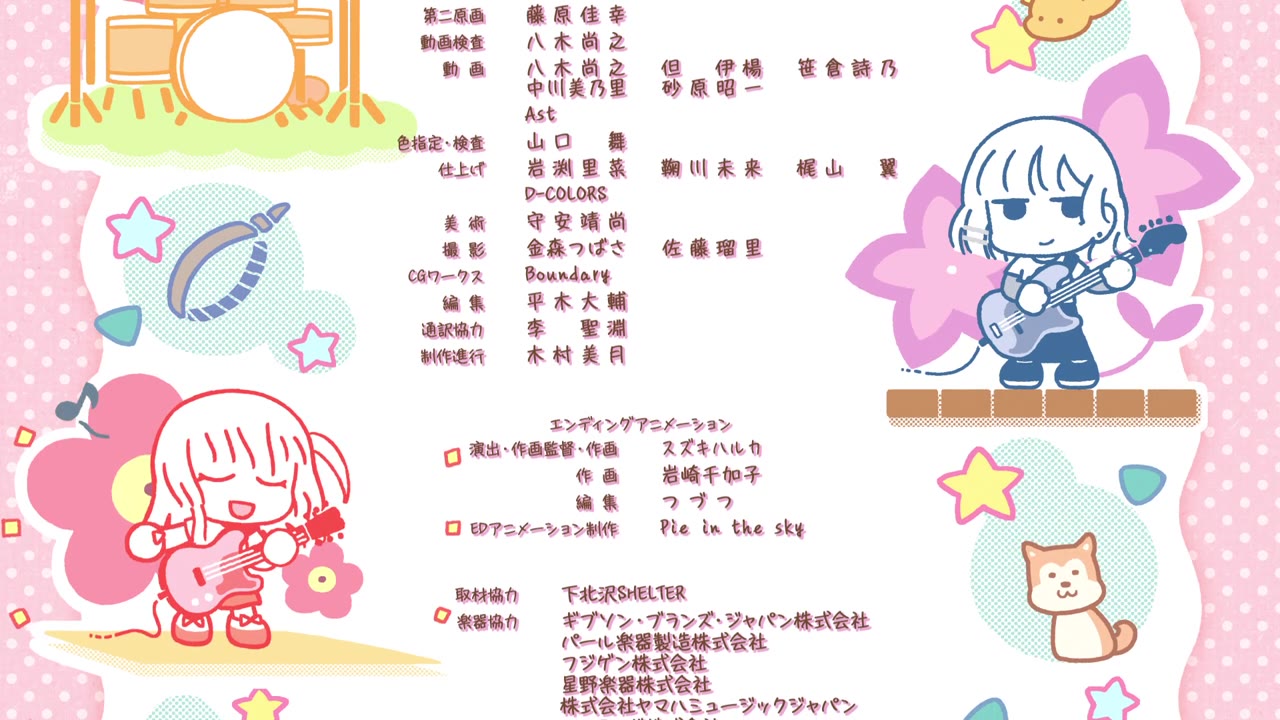 第二原画 藤原佳幸
動画検査 八木尚之
動画 八木尚之 但 伊楊 笹倉詩乃
中川美乃里 砂原昭一
Ast
色指定・検査 山口 舞
仕上げ 岩渕里菜 鞠川未来 梶山 翼
D-COLORS
美術 守安靖尚
撮影 金森つばさ 佐藤瑠里
CGワークス Boundary
編集 平木大輔
通訳協力 李 聖淵
制作進行 木村美月
エンディングアニメーション
演出・作画監督・作画 スズキハルカ
作画 岩崎千加子
編集 つづつ
EDアニメーション制作 Pie in the sky
取材協力 下北沢SHELTER
楽器協力 ギブソン・ブランズ・ジャパン株式会社
パール楽器製造株式会社
フジゲン株式会社
星野楽器株式会社
株式会社ヤマハミュージックジャパン